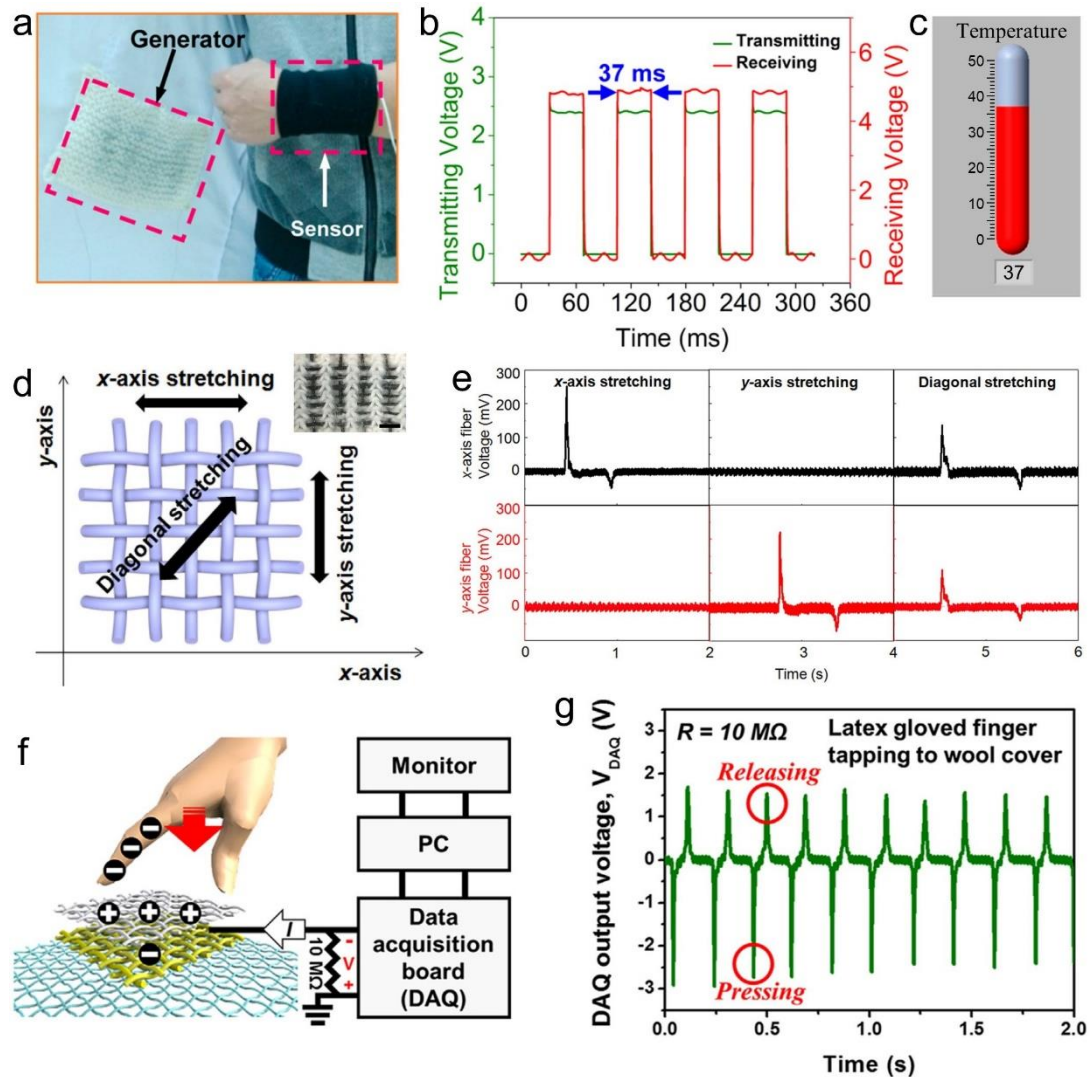 a
Generator
Sensor
b
Transmitting
Receiving
37 ms
Transmitting Voltage (V)
4
3
2
1
0
Receiving Voltage (V)
6
4
2
0
0 60 120 180 240 300 360
Time (ms)
c
Temperature
50
40
30
20
10
0
37
d
x-axis stretching
y-axis
Diagonal stretching
y-axis stretching
x-axis
e
x-axis stretching
y-axis stretching
Diagonal stretching
x-axis fiber
Voltage (mV)
300
200
100
0
y-axis fiber
Voltage (mV)
300
200
100
0
0 1 2 3 4 5 6
Time (s)
f
Monitor
PC
Data
acquisition
board
(DAQ)
I
10 MΩ
- V +
g
R = 10 MΩ
Latex gloved finger
tapping to wool cover
Releasing
Pressing
DAQ output voltage, VDAQ (V)
3
2
1
0
-1
-2
-3
0.0 0.5 1.0 1.5 2.0
Time (s)